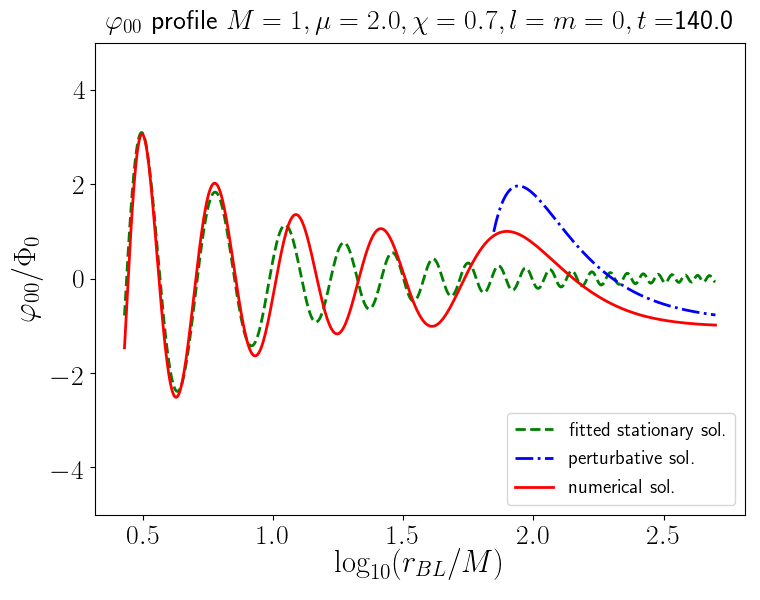 φ₀₀ profile M = 1, μ = 2.0, χ = 0.7, l = m = 0, t =140.0
φ₀₀/Φ₀
4
2
0
−2
−4
fitted stationary sol.
perturbative sol.
numerical sol.
0.5 1.0 1.5 2.0 2.5
log₁₀(r_BL/M)